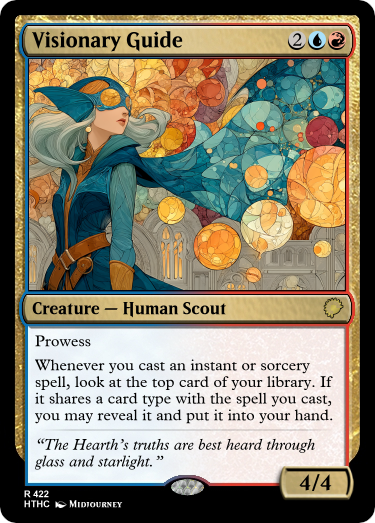 Visionary Guide 2
Creature — Human Scout
Prowess
Whenever you cast an instant or sorcery
spell, look at the top card of your library. If
it shares a card type with the spell you cast,
you may reveal it and put it into your hand.
“The Hearth’s truths are best heard through
glass and starlight.”
4/4
R 422
HTHC MIDJOURNEY